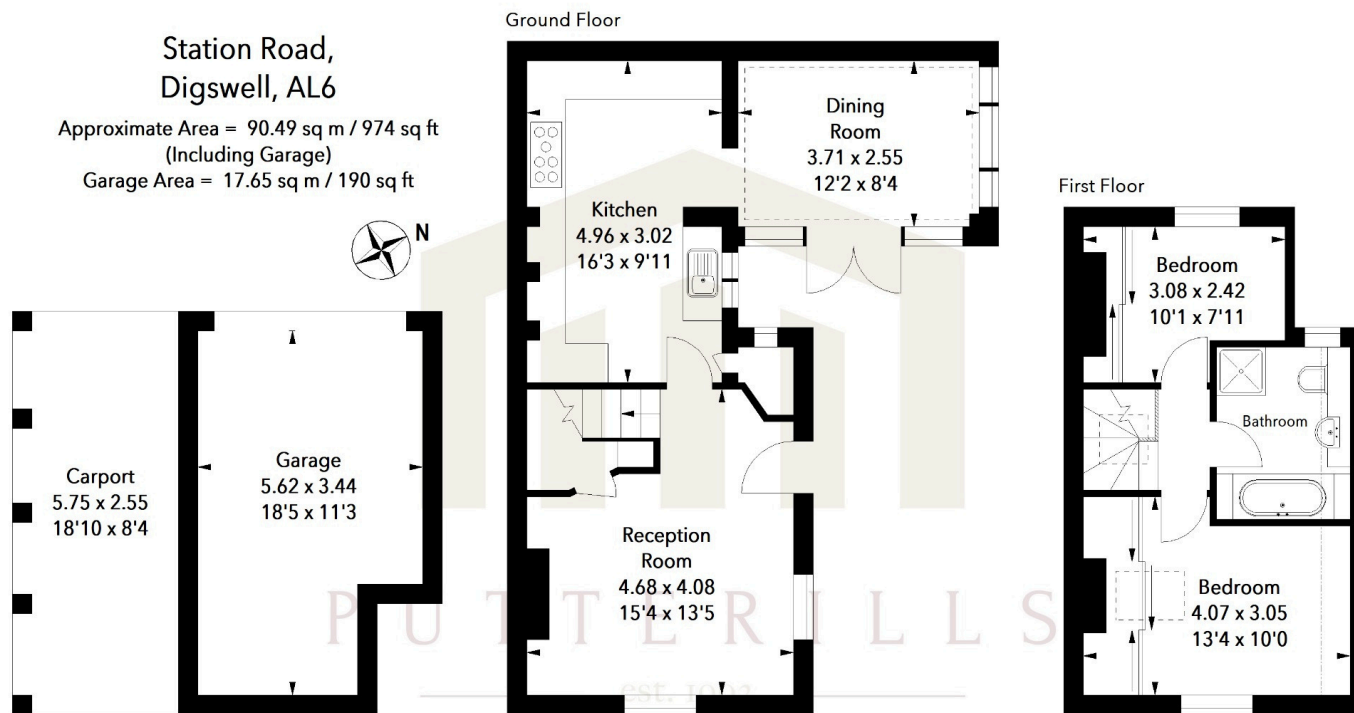 Station Road,
Digswell, AL6
Approximate Area = 90.49 sq m / 974 sq ft
(Including Garage)
Garage Area = 17.65 sq m / 190 sq ft
N
Ground Floor
Dining
Room
3.71 x 2.55
12'2 x 8'4
Kitchen
4.96 x 3.02
16'3 x 9'11
First Floor
Bedroom
3.08 x 2.42
10'1 x 7'11
Bathroom
Carport
5.75 x 2.55
18'10 x 8'4
Garage
5.62 x 3.44
18'5 x 11'3
Reception
Room
4.68 x 4.08
15'4 x 13'5
Bedroom
4.07 x 3.05
13'4 x 10'0
PUTTERILLS
est.